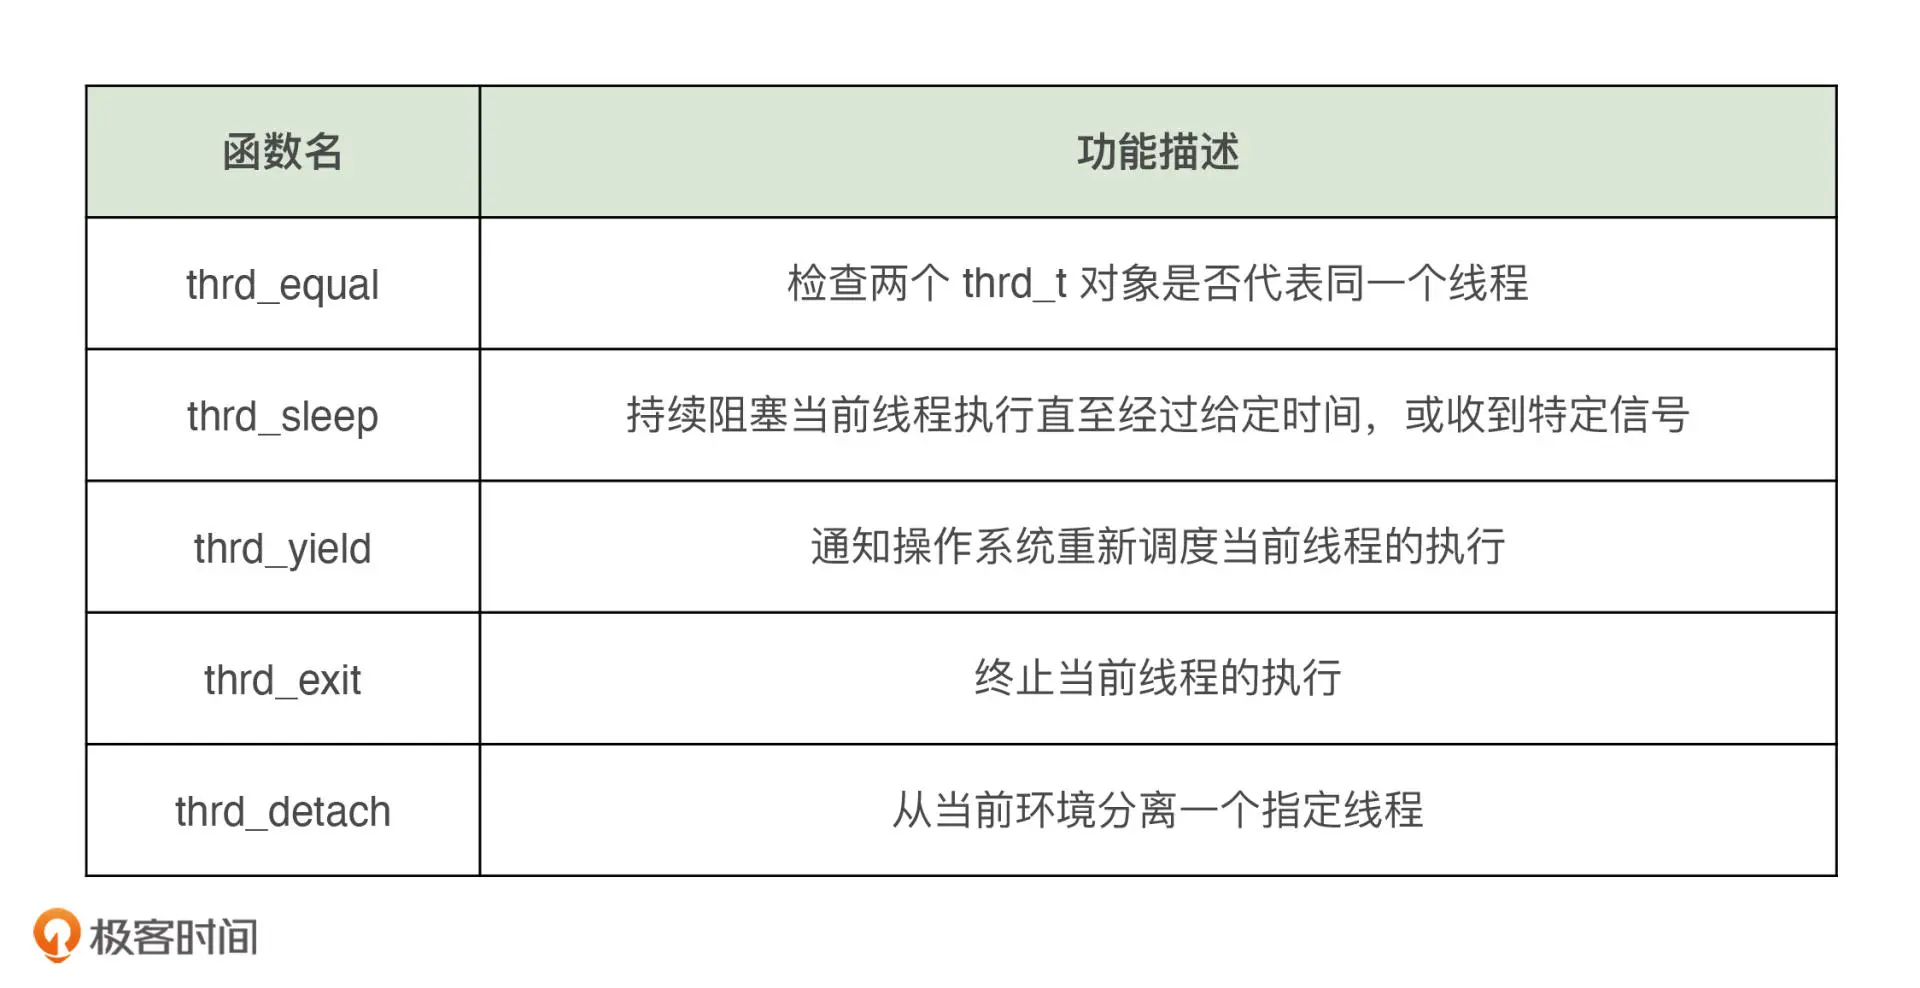 函数名 功能描述
thrd_equal 检查两个 thrd_t 对象是否代表同一个线程
thrd_sleep 持续阻塞当前线程执行直至经过给定时间，或收到特定信号
thrd_yield 通知操作系统重新调度当前线程的执行
thrd_exit 终止当前线程的执行
thrd_detach 从当前环境分离一个指定线程
极客时间